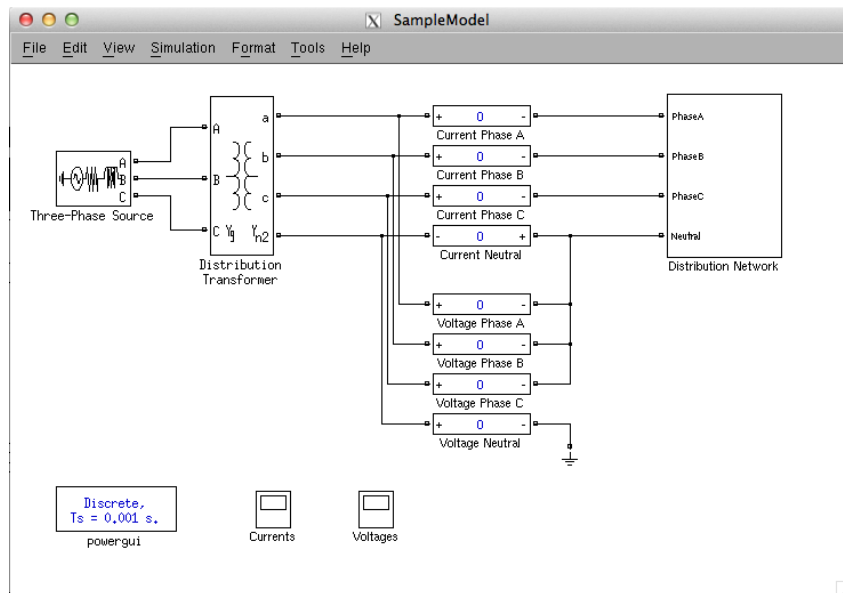 SampleModel
File Edit View Simulation Format Tools Help
A
B
C
Three-Phase Source
A
B
C
a
b
c
Yg Yn2
Distribution
Transformer
+ 0 -
Current Phase A
+ 0 -
Current Phase B
+ 0 -
Current Phase C
- 0 +
Current Neutral
+ 0 -
Voltage Phase A
+ 0 -
Voltage Phase B
+ 0 -
Voltage Phase C
+ 0 -
Voltage Neutral
PhaseA
PhaseB
PhaseC
Neutral
Distribution Network
Discrete,
Ts = 0.001 s.
powergui
Currents
Voltages